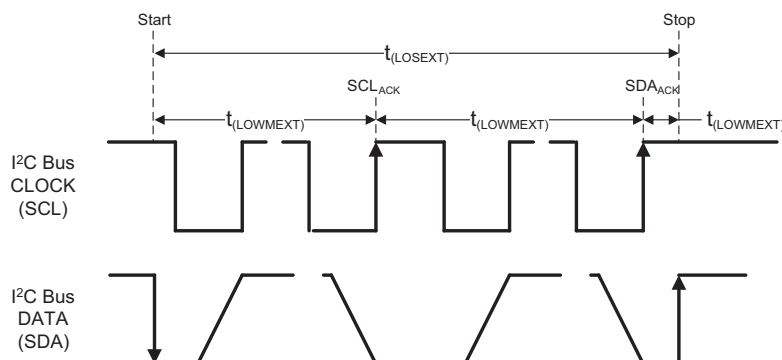 Start
Stop
t(LOSEXT)
SCLACK
SDAACK
t(LOWMEXT)
t(LOWMEXT)
t(LOWMEXT)
I²C Bus
CLOCK
(SCL)
I²C Bus
DATA
(SDA)